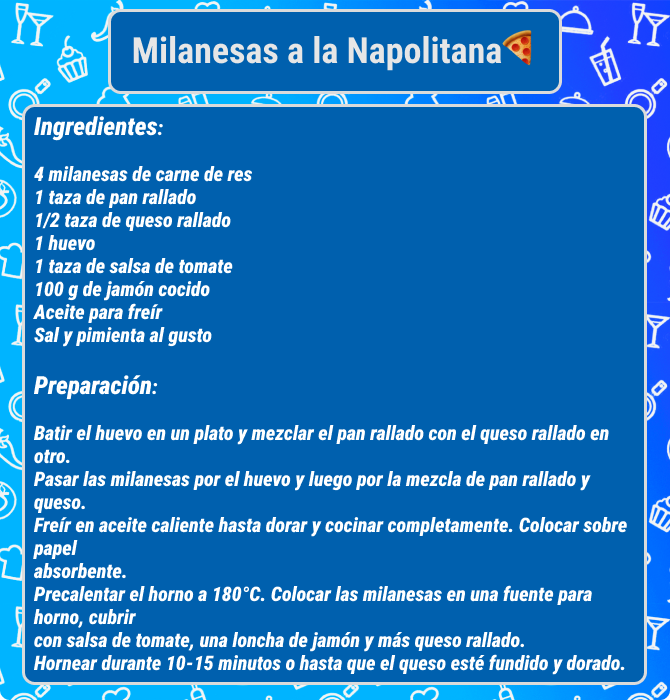 Milanesas a la Napolitana🍕
Ingredientes:
4 milanesas de carne de res
1 taza de pan rallado
1/2 taza de queso rallado
1 huevo
1 taza de salsa de tomate
100 g de jamón cocido
Aceite para freír
Sal y pimienta al gusto
Preparación:
Batir el huevo en un plato y mezclar el pan rallado con el queso rallado en
otro.
Pasar las milanesas por el huevo y luego por la mezcla de pan rallado y
queso.
Freír en aceite caliente hasta dorar y cocinar completamente. Colocar sobre
papel
absorbente.
Precalentar el horno a 180°C. Colocar las milanesas en una fuente para
horno, cubrir
con salsa de tomate, una loncha de jamón y más queso rallado.
Hornear durante 10-15 minutos o hasta que el queso esté fundido y dorado.